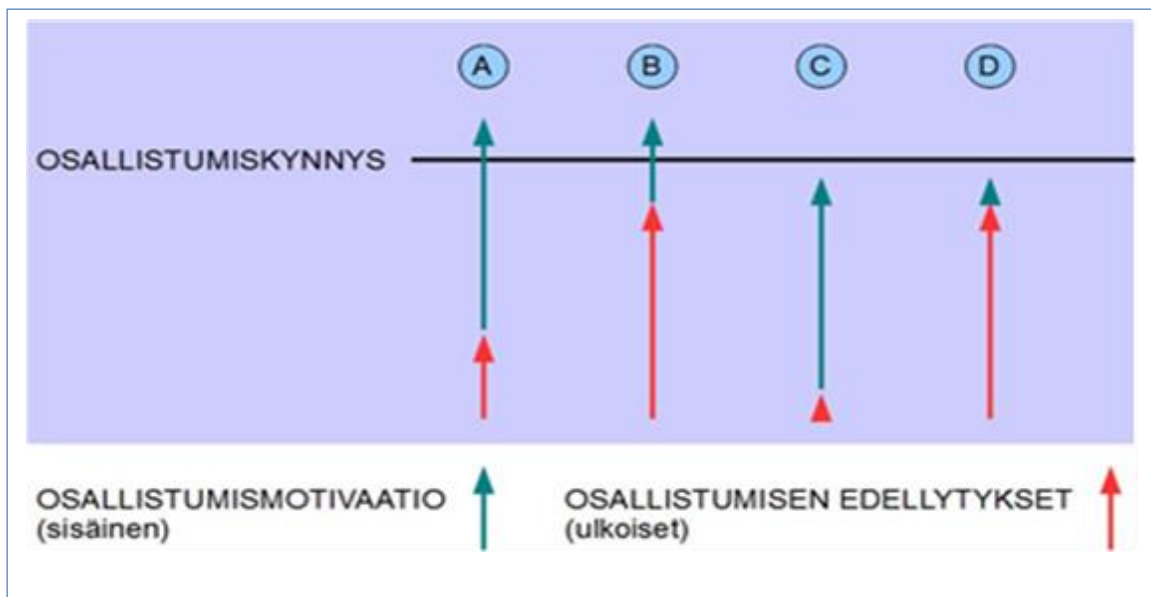 A B C D
OSALLISTUMISKYNNYS
OSALLISTUMISMOTIVAATIO
(sisäinen)
OSALLISTUMISEN EDELLYTYKSET
(ulkoiset)